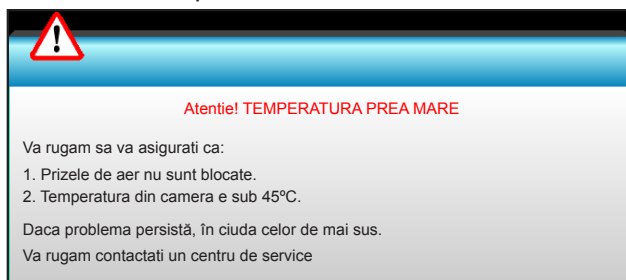 Atentie! TEMPERATURA PREA MARE
Va rugam sa va asigurati ca:
1. Prizele de aer nu sunt blocate.
2. Temperatura din camera e sub 45ºC.
Daca problema persistă, în ciuda celor de mai sus.
Va rugam contactati un centru de service